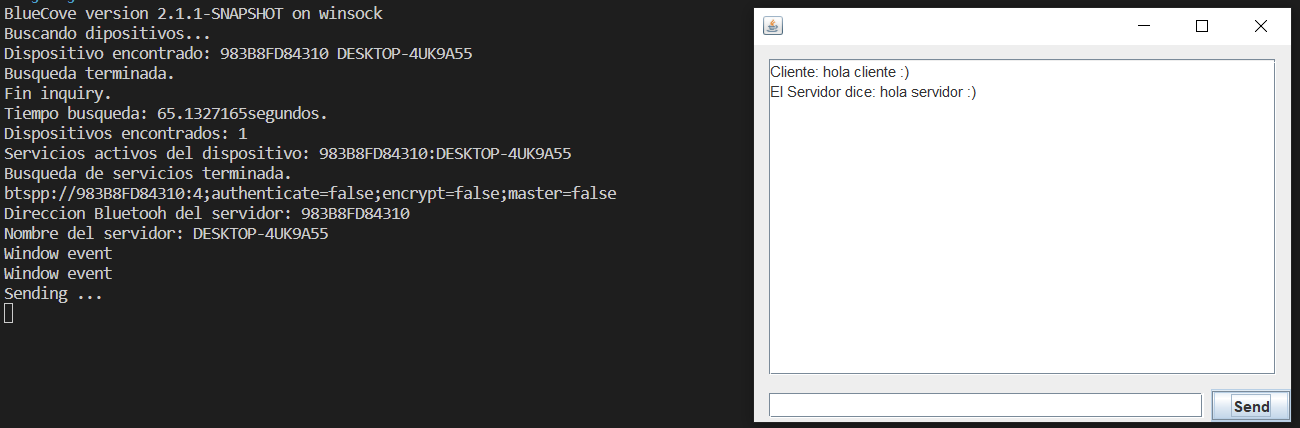 BlueCove version 2.1.1-SNAPSHOT on winsock
Buscando dipositivos...
Dispositivo encontrado: 983B8FD84310 DESKTOP-4UK9A55
Busqueda terminada.
Fin inquiry.
Tiempo busqueda: 65.1327165segundos.
Dispositivos encontrados: 1
Servicios activos del dispositivo: 983B8FD84310:DESKTOP-4UK9A55
Busqueda de servicios terminada.
btspp://983B8FD84310:4;authenticate=false;encrypt=false;master=false
Direccion Bluetooh del servidor: 983B8FD84310
Nombre del servidor: DESKTOP-4UK9A55
Window event
Window event
Sending ...
Cliente: hola cliente :)
El Servidor dice: hola servidor :)
Send